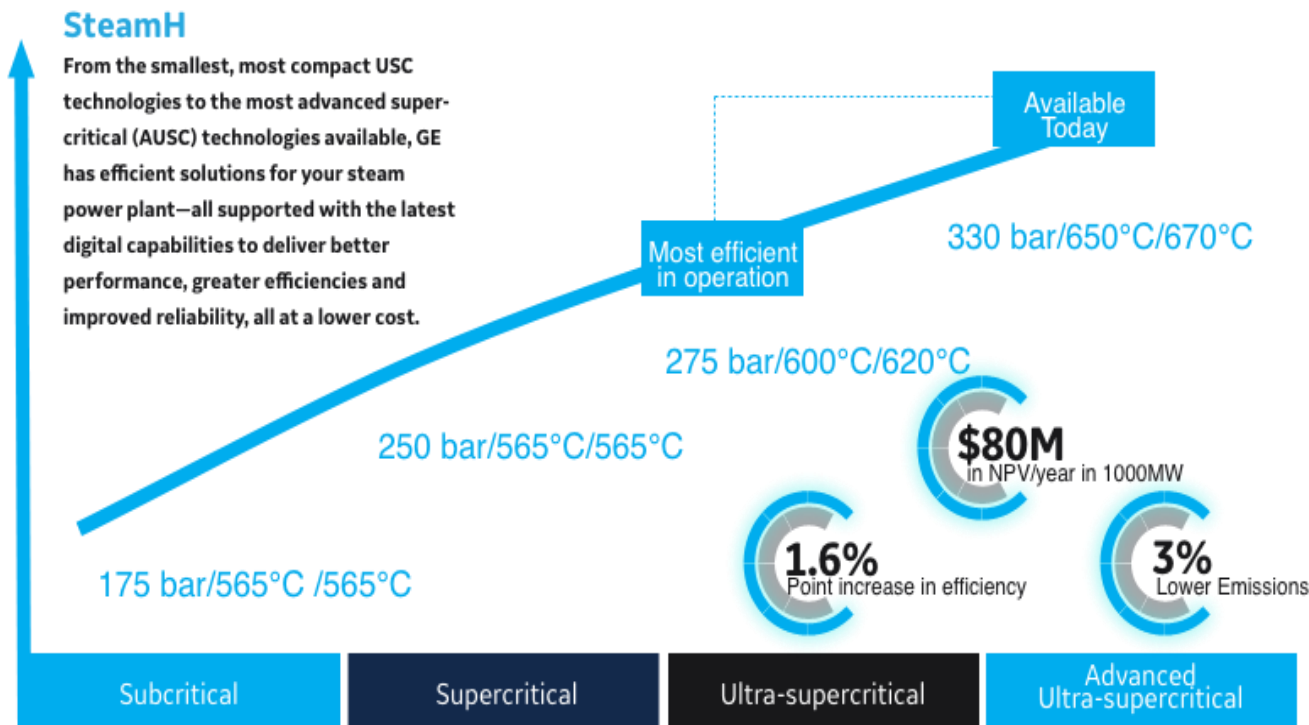 SteamH
From the smallest, most compact USC
technologies to the most advanced super-
critical (AUSC) technologies available, GE
has efficient solutions for your steam
power plant—all supported with the latest
digital capabilities to deliver better
performance, greater efficiencies and
improved reliability, all at a lower cost.
Available
Today
Most efficient
in operation
330 bar/650°C/670°C
275 bar/600°C/620°C
250 bar/565°C/565°C
175 bar/565°C /565°C
$80M
in NPV/year in 1000MW
1.6%
Point increase in efficiency
3%
Lower Emissions
Subcritical
Supercritical
Ultra-supercritical
Advanced
Ultra-supercritical